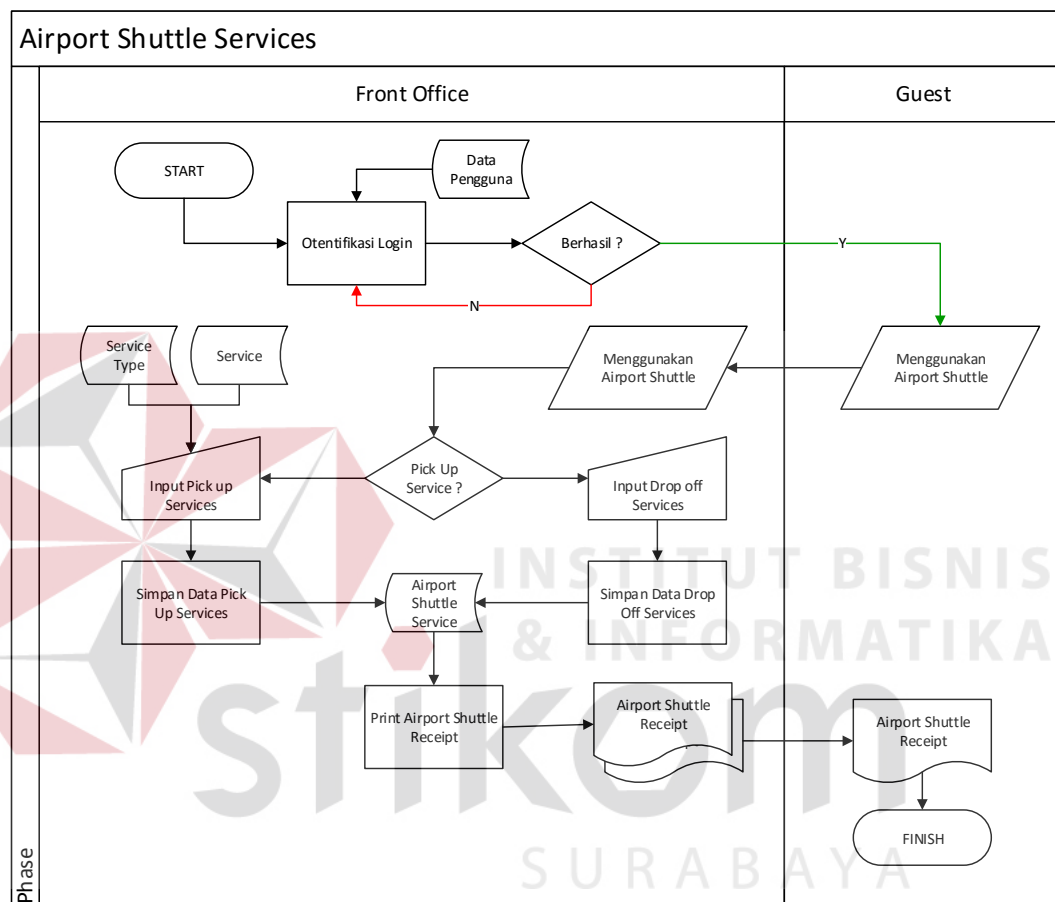 Airport Shuttle Services
Front Office
Guest
START
Data
Pengguna
Otentifikasi Login
Berhasil ?
Y
N
Service
Type
Service
Menggunakan
Airport Shuttle
Menggunakan
Airport Shuttle
Input Pick up
Services
Pick Up
Service ?
Input Drop off
Services
INSTITUT BISNIS
& INFORMATIKA
Simpan Data Pick
Up Services
Airport
Shuttle
Service
Simpan Data Drop
Off Services
stikom
Print Airport Shuttle
Receipt
Airport Shuttle
Receipt
Airport Shuttle
Receipt
FINISH
SURABAYA
Phase